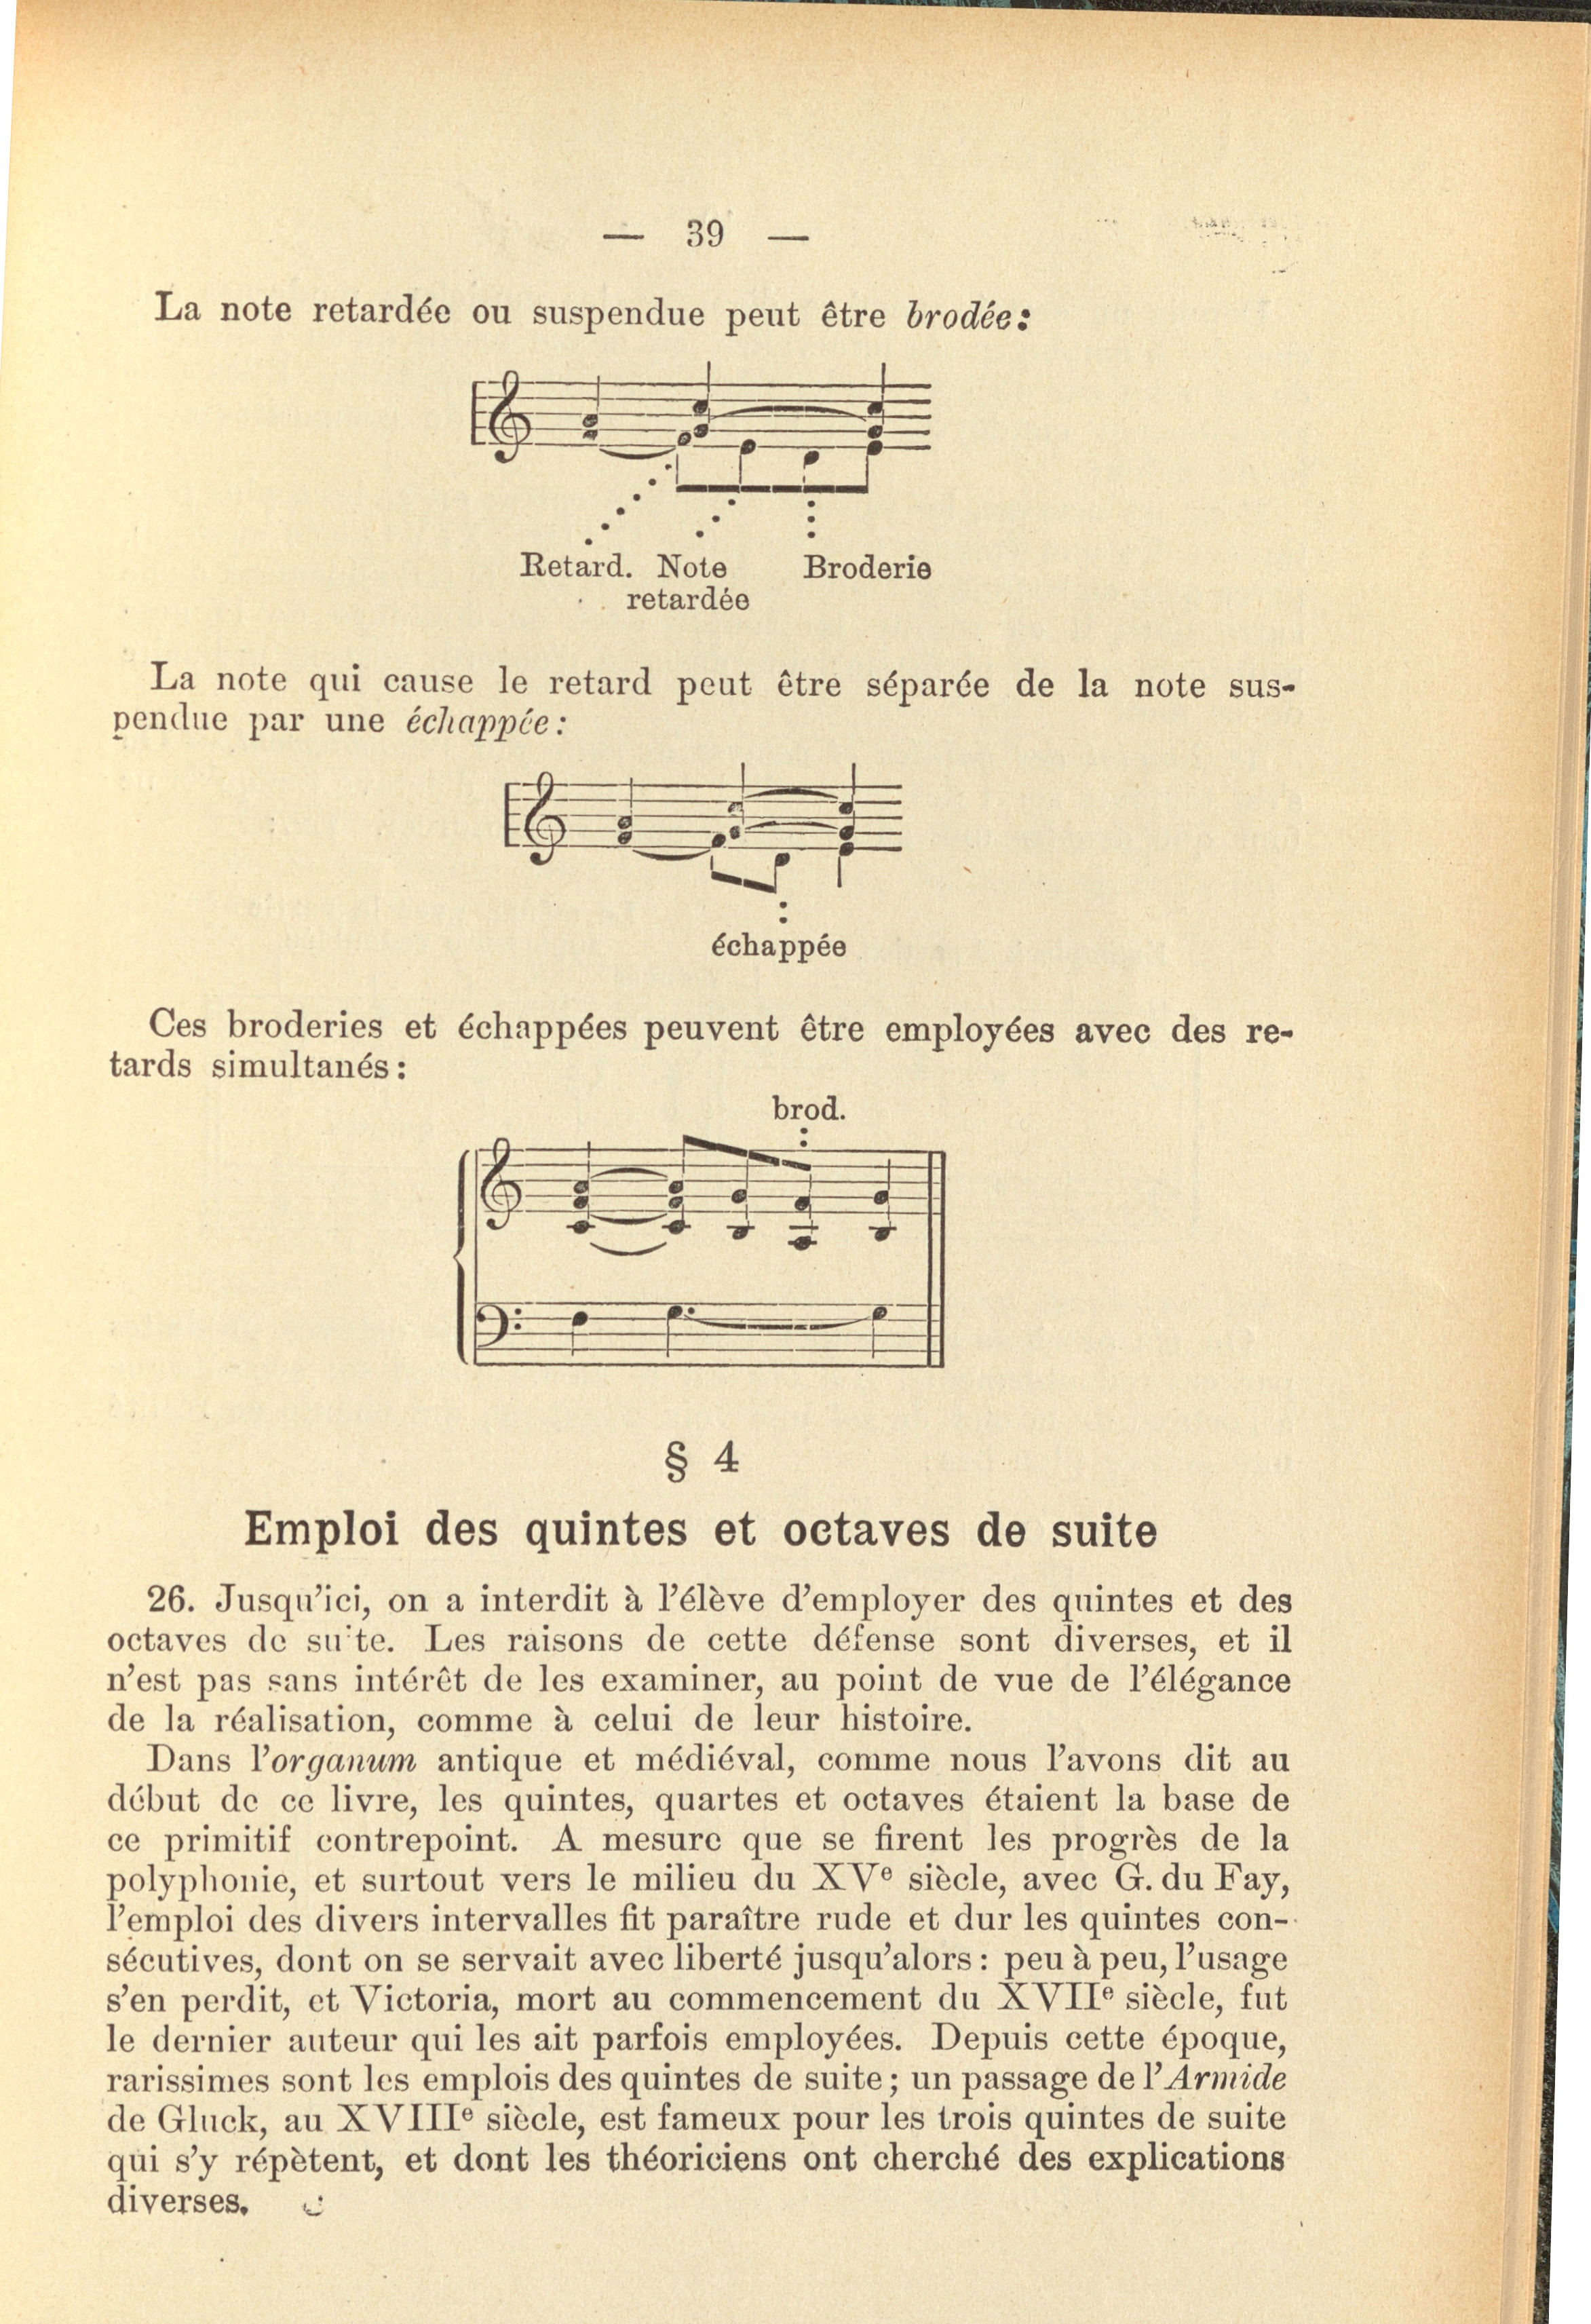 — 39 —
La note retardée ou suspendue peut être brodée:
Retard. Note Broderie
retardée
La note qui cause le retard peut être séparée de la note sus-
pendue par une échappée:
échappée
Ces broderies et échappées peuvent être employées avec des re-
tards simultanés:
brod.
§ 4
Emploi des quintes et octaves de suite
26. Jusqu'ici, on a interdit à l'élève d'employer des quintes et des
octaves de suite. Les raisons de cette défense sont diverses, et il
n'est pas sans intérêt de les examiner, au point de vue de l'élégance
de la réalisation, comme à celui de leur histoire.
Dans l'organum antique et médiéval, comme nous l'avons dit au
début de ce livre, les quintes, quartes et octaves étaient la base de
ce primitif contrepoint. A mesure que se firent les progrès de la
polyphonie, et surtout vers le milieu du XVe siècle, avec G. du Fay,
l'emploi des divers intervalles fit paraître rude et dur les quintes con-
sécutives, dont on se servait avec liberté jusqu'alors: peu à peu, l'usage
s'en perdit, et Victoria, mort au commencement du XVIIe siècle, fut
le dernier auteur qui les ait parfois employées. Depuis cette époque,
rarissimes sont les emplois des quintes de suite; un passage de l'Armide
de Gluck, au XVIIIe siècle, est fameux pour les trois quintes de suite
qui s'y répètent, et dont les théoriciens ont cherché des explications
diverses.